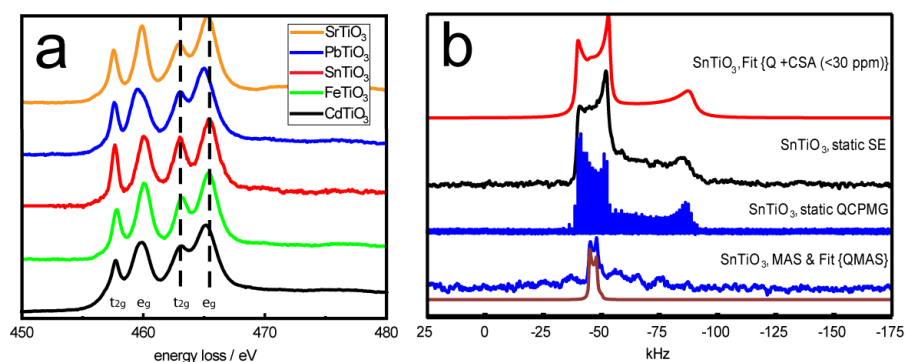 a
SrTiO3
PbTiO3
SnTiO3
FeTiO3
CdTiO3
t2g eg t2g eg
450 460 470 480
energy loss / eV
b
SnTiO3, Fit {Q +CSA (<30 ppm)}
SnTiO3, static SE
SnTiO3, static QCPMG
SnTiO3, MAS & Fit {QMAS}
25 0 -25 -50 -75 -100 -125 -150 -175
kHz